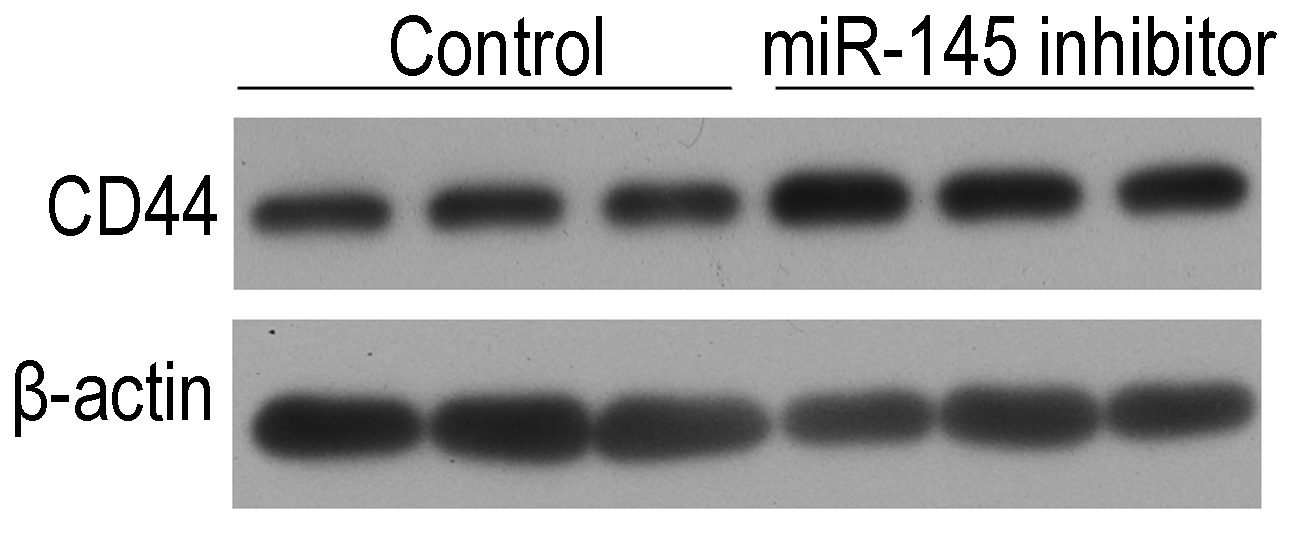 Control miR-145 inhibitor
CD44
β-actin